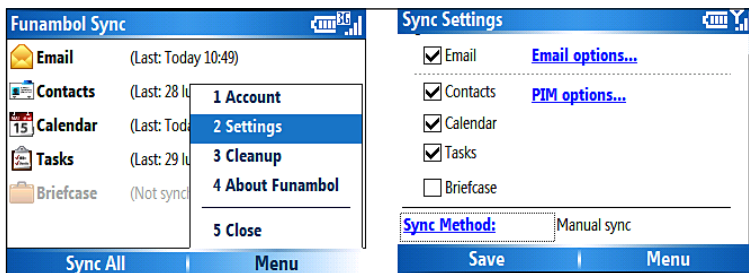 Funambol Sync
3G
Email (Last: Today 10:49)
Contacts (Last: 28 lu
15 Calendar (Last: Toda
Tasks (Last: 29 lu
Briefcase (Not synch
1 Account
2 Settings
3 Cleanup
4 About Funambol
5 Close
Sync All Menu
Sync Settings
Email Email options...
Contacts PIM options...
Calendar
Tasks
Briefcase
Sync Method: Manual sync
Save Menu